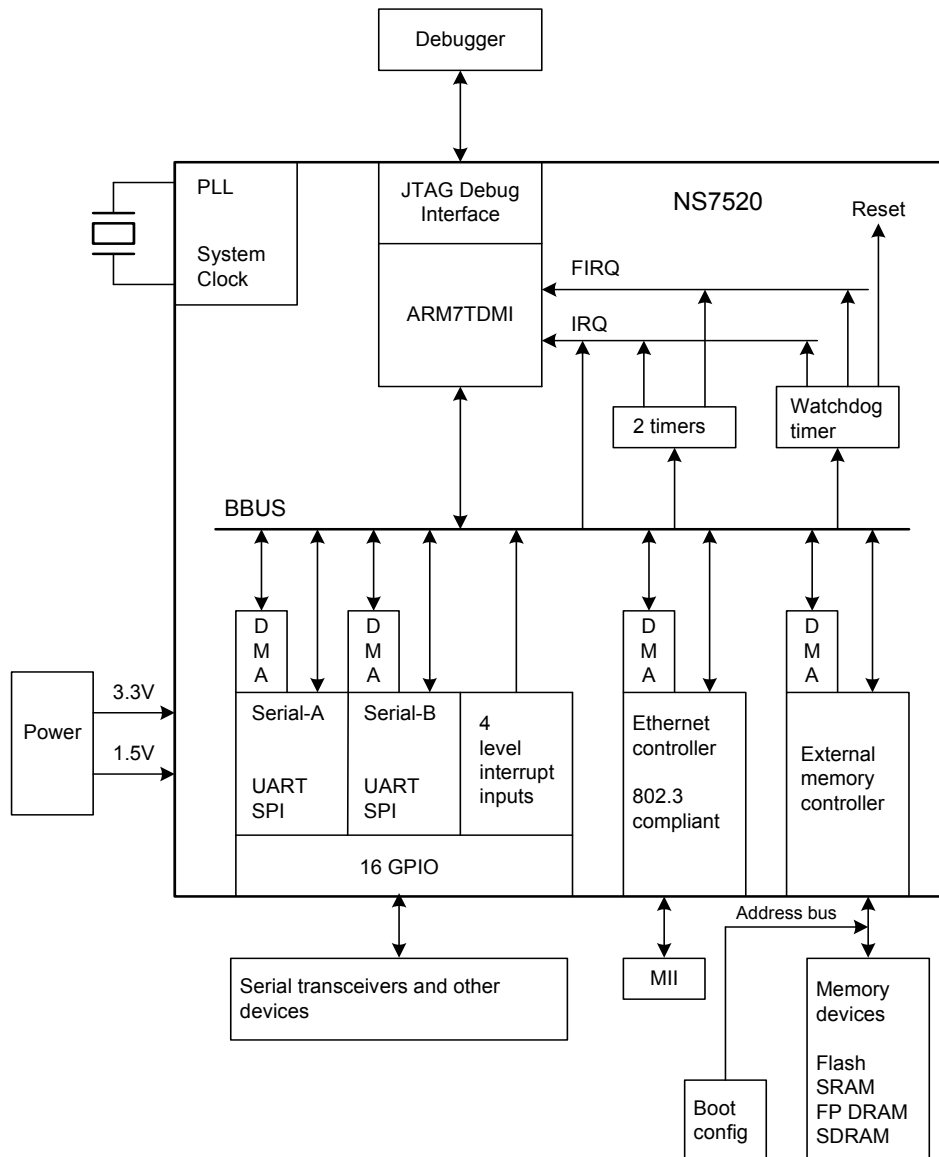 Debugger
PLL
System
Clock
JTAG Debug
Interface
ARM7TDMI
NS7520
Reset
FIRQ
IRQ
2 timers
Watchdog
timer
BBUS
D
M
A
D
M
A
D
M
A
D
M
A
Power
3.3V
1.5V
Serial-A
UART
SPI
Serial-B
UART
SPI
4
level
interrupt
inputs
Ethernet
controller
802.3
compliant
External
memory
controller
16 GPIO
Address bus
Serial transceivers and other
devices
MII
Memory
devices
Flash
SRAM
FP DRAM
SDRAM
Boot
config